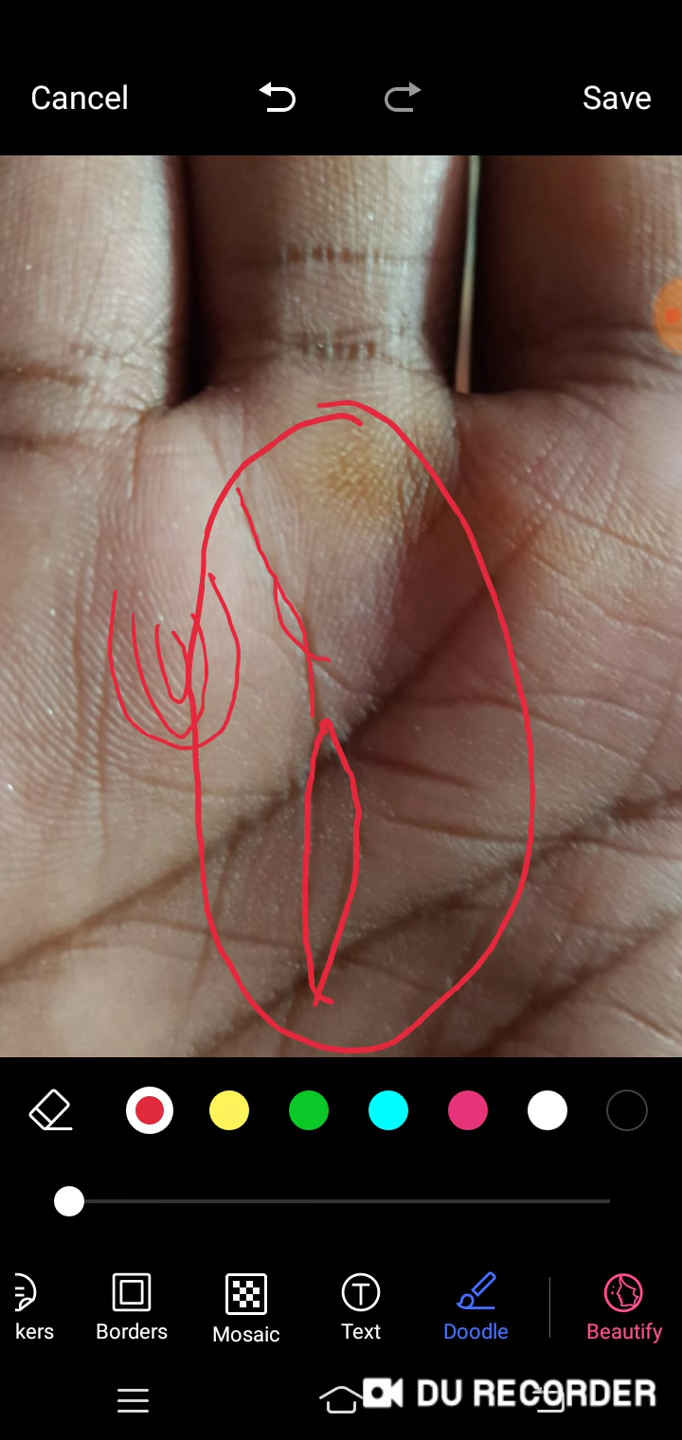 Cancel
Save
kers
Borders
Mosaic
Text
Doodle
Beautify
DU RECORDER